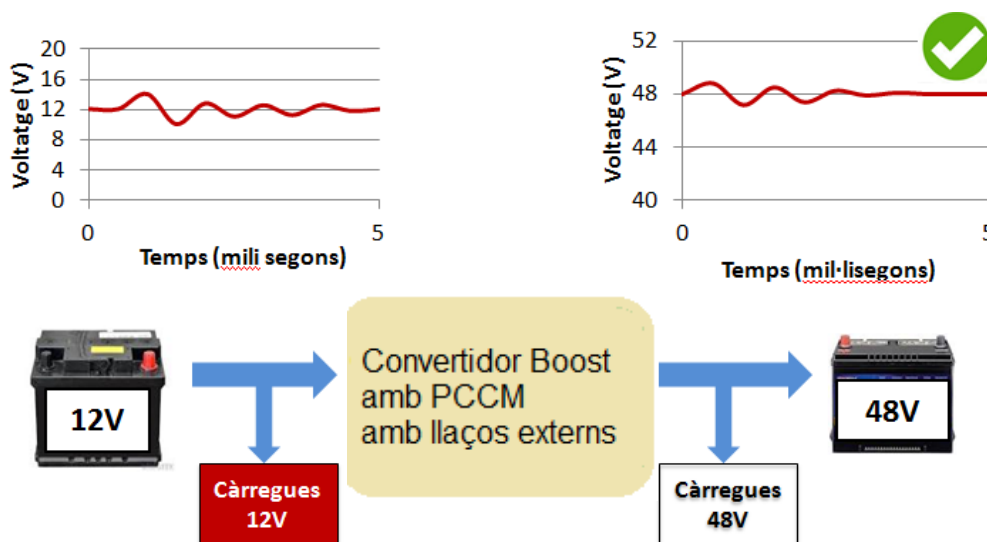 20
16
12
8
4
0
Voltatge (V)
0
5
Temps (mili segons)
52
48
44
40
Voltatge (V)
0
5
Temps (mil·lisegons)
12V
Convertidor Boost
amb PCCM
amb llaços externs
48V
Càrregues
12V
Càrregues
48V